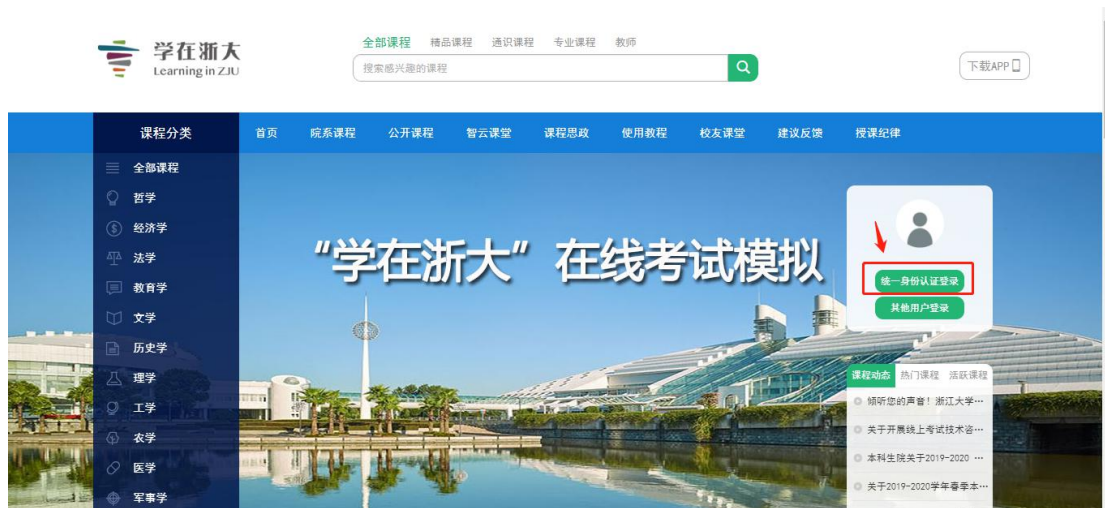 学在浙大
Learning in ZJU
全部课程 精品课程 通识课程 专业课程 教师
搜索感兴趣的课程
下载APP
课程分类 首页 院系课程 公开课程 智云课堂 课程思政 使用教程 校友课堂 建议反馈 授课纪律
全部课程
哲学
经济学
法学
教育学
文学
历史学
理学
工学
农学
医学
军事学
“学在浙大”在线考试模拟
统一身份认证登录
其他用户登录
课程动态 热门课程 活跃课程
倾听您的声音！浙江大学…
关于开展线上考试技术咨…
本科生院关于2019-2020 …
关于2019-2020学年春季本…